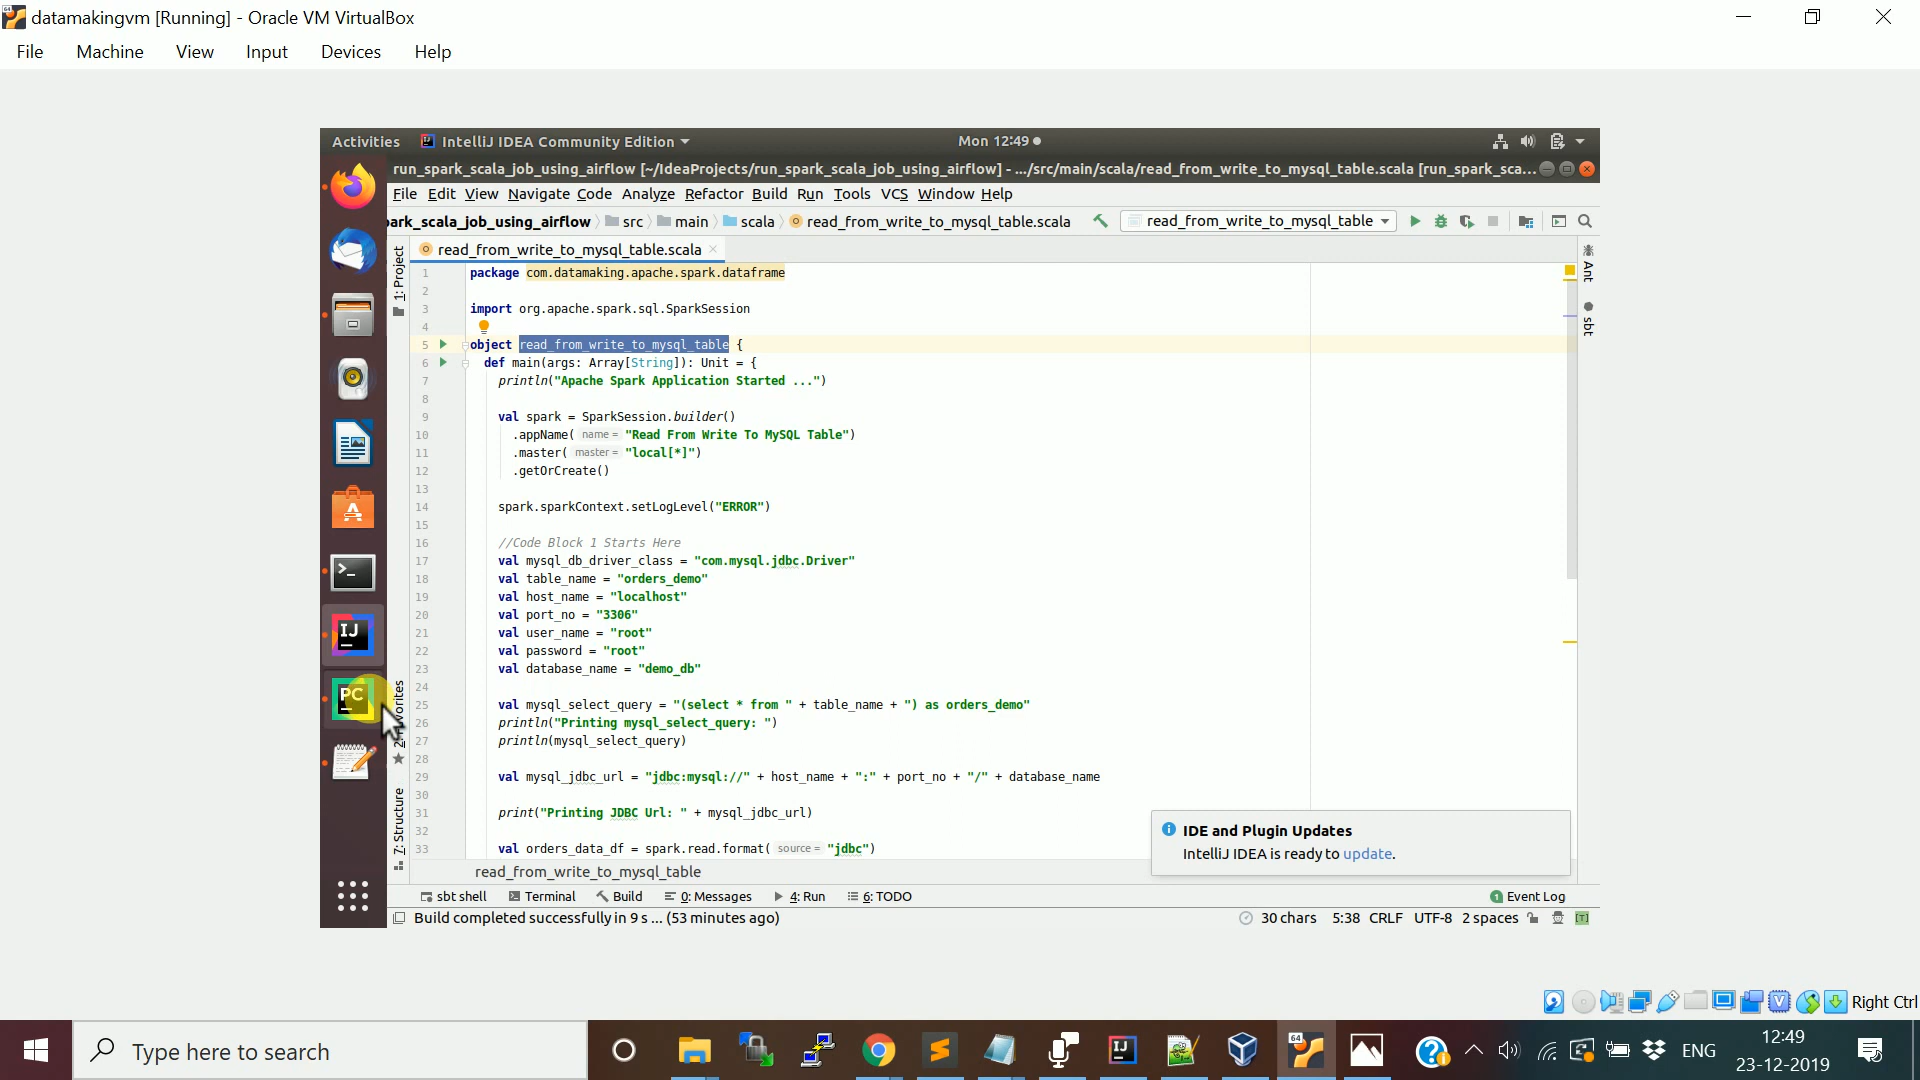 datamakingvm [Running] - Oracle VM VirtualBox
File Machine View Input Devices Help
Activities IntelliJ IDEA Community Edition Mon 12:49
run_spark_scala_job_using_airflow [~/IdeaProjects/run_spark_scala_job_using_airflow] - .../src/main/scala/read_from_write_to_mysql_table.scala [run_spark_sca...
File Edit View Navigate Code Analyze Refactor Build Run Tools VCS Window Help
ark_scala_job_using_airflow src main scala read_from_write_to_mysql_table.scala read_from_write_to_mysql_table
read_from_write_to_mysql_table.scala
1: Project
Ant
sbt
1 package com.datamaking.apache.spark.dataframe
2
3 import org.apache.spark.sql.SparkSession
4
5 object read_from_write_to_mysql_table {
6 def main(args: Array[String]): Unit = {
7 println("Apache Spark Application Started ...")
8
9 val spark = SparkSession.builder()
10 .appName( name = "Read From Write To MySQL Table")
11 .master( master = "local[*]")
12 .getOrCreate()
13
14 spark.sparkContext.setLogLevel("ERROR")
15
16 //Code Block 1 Starts Here
17 val mysql_db_driver_class = "com.mysql.jdbc.Driver"
18 val table_name = "orders_demo"
19 val host_name = "localhost"
20 val port_no = "3306"
21 val user_name = "root"
22 val password = "root"
23 val database_name = "demo_db"
24
25 val mysql_select_query = "(select * from " + table_name + ") as orders_demo"
26 println("Printing mysql_select_query: ")
27 println(mysql_select_query)
28
29 val mysql_jdbc_url = "jdbc:mysql://" + host_name + ":" + port_no + "/" + database_name
30
31 print("Printing JDBC Url: " + mysql_jdbc_url)
32
33 val orders_data_df = spark.read.format( source = "jdbc")
7: Structure
IJ
PC
IDE and Plugin Updates
IntelliJ IDEA is ready to update.
read_from_write_to_mysql_table
sbt shell Terminal Build 0: Messages 4: Run 6: TODO 1 Event Log
Build completed successfully in 9 s ... (53 minutes ago) 30 chars 5:38 CRLF UTF-8 2 spaces [T]
Right Ctrl
Type here to search
IJ
64
ENG
12:49
23-12-2019